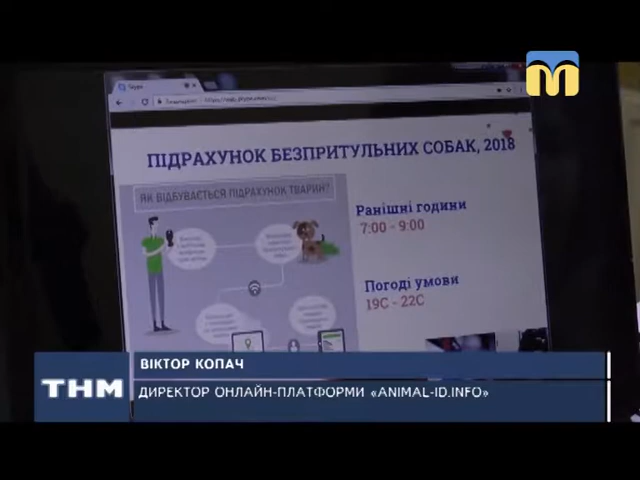 Skype
ПІДРАХУНОК БЕЗПРИТУЛЬНИХ СОБАК, 2018
ЯК ВІДБУВАЄТЬСЯ ПІДРАХУНОК ТВАРИН?
Ранішні години
7:00 - 9:00
Погоді умови
19С - 22С
ВІКТОР КОПАЧ
ТНМ
ДИРЕКТОР ОНЛАЙН-ПЛАТФОРМИ «ANIMAL-ID.INFO»